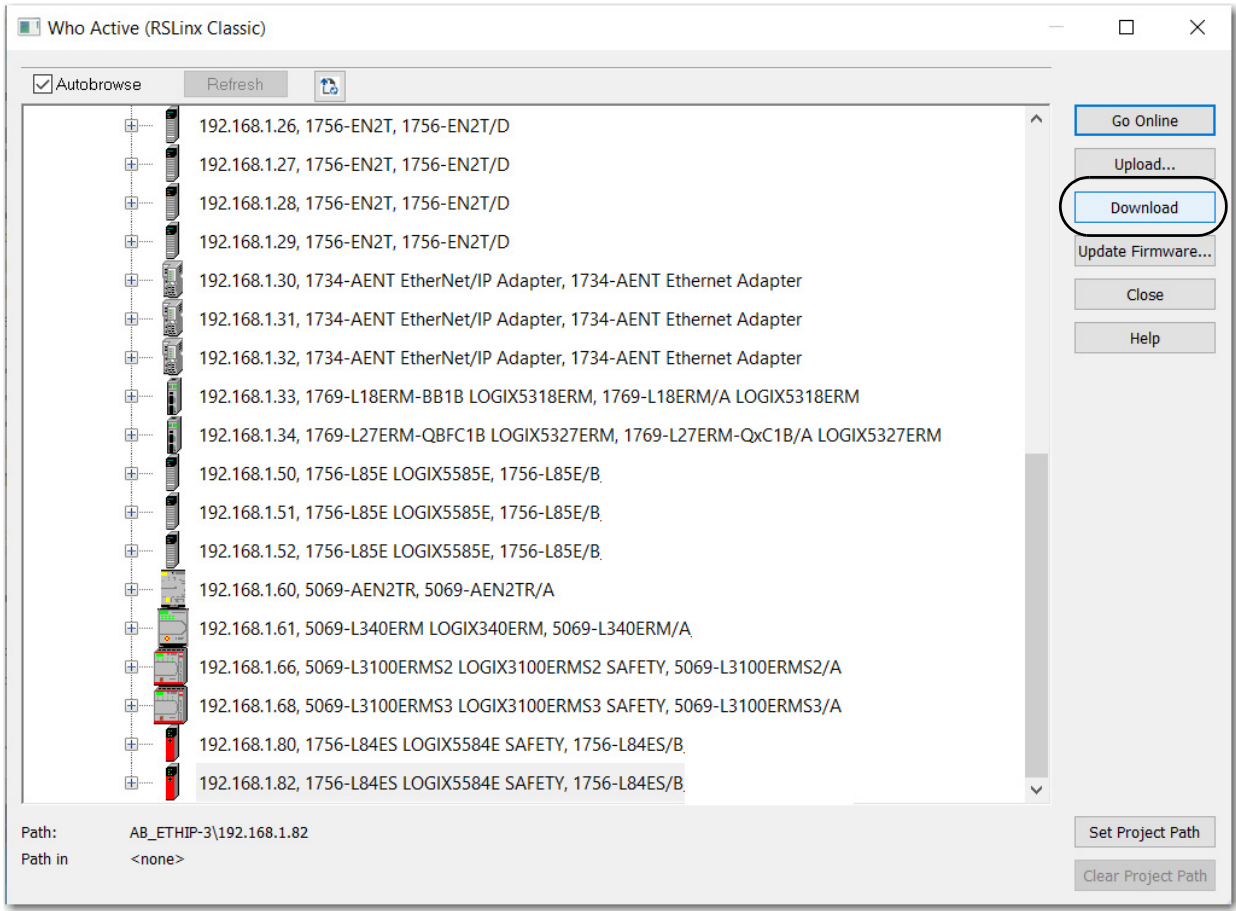 Who Active (RSLinx Classic)
Autobrowse
Refresh
192.168.1.26, 1756-EN2T, 1756-EN2T/D
192.168.1.27, 1756-EN2T, 1756-EN2T/D
192.168.1.28, 1756-EN2T, 1756-EN2T/D
192.168.1.29, 1756-EN2T, 1756-EN2T/D
192.168.1.30, 1734-AENT EtherNet/IP Adapter, 1734-AENT Ethernet Adapter
192.168.1.31, 1734-AENT EtherNet/IP Adapter, 1734-AENT Ethernet Adapter
192.168.1.32, 1734-AENT EtherNet/IP Adapter, 1734-AENT Ethernet Adapter
192.168.1.33, 1769-L18ERM-BB1B LOGIX5318ERM, 1769-L18ERM/A LOGIX5318ERM
192.168.1.34, 1769-L27ERM-QBFC1B LOGIX5327ERM, 1769-L27ERM-QxC1B/A LOGIX5327ERM
192.168.1.50, 1756-L85E LOGIX5585E, 1756-L85E/B
192.168.1.51, 1756-L85E LOGIX5585E, 1756-L85E/B
192.168.1.52, 1756-L85E LOGIX5585E, 1756-L85E/B
192.168.1.60, 5069-AEN2TR, 5069-AEN2TR/A
192.168.1.61, 5069-L340ERM LOGIX340ERM, 5069-L340ERM/A
192.168.1.66, 5069-L3100ERMS2 LOGIX3100ERMS2 SAFETY, 5069-L3100ERMS2/A
192.168.1.68, 5069-L3100ERMS3 LOGIX3100ERMS3 SAFETY, 5069-L3100ERMS3/A
192.168.1.80, 1756-L84ES LOGIX5584E SAFETY, 1756-L84ES/B
192.168.1.82, 1756-L84ES LOGIX5584E SAFETY, 1756-L84ES/B
Go Online
Upload...
Download
Update Firmware...
Close
Help
Path: AB_ETHIP-3\192.168.1.82
Path in <none>
Set Project Path
Clear Project Path